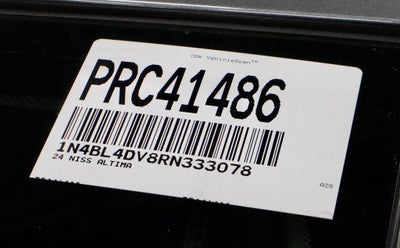 CDK VehicleScan™
PRC41486
1N4BL4DV8RN333078
24 NISS ALTIMA
A26